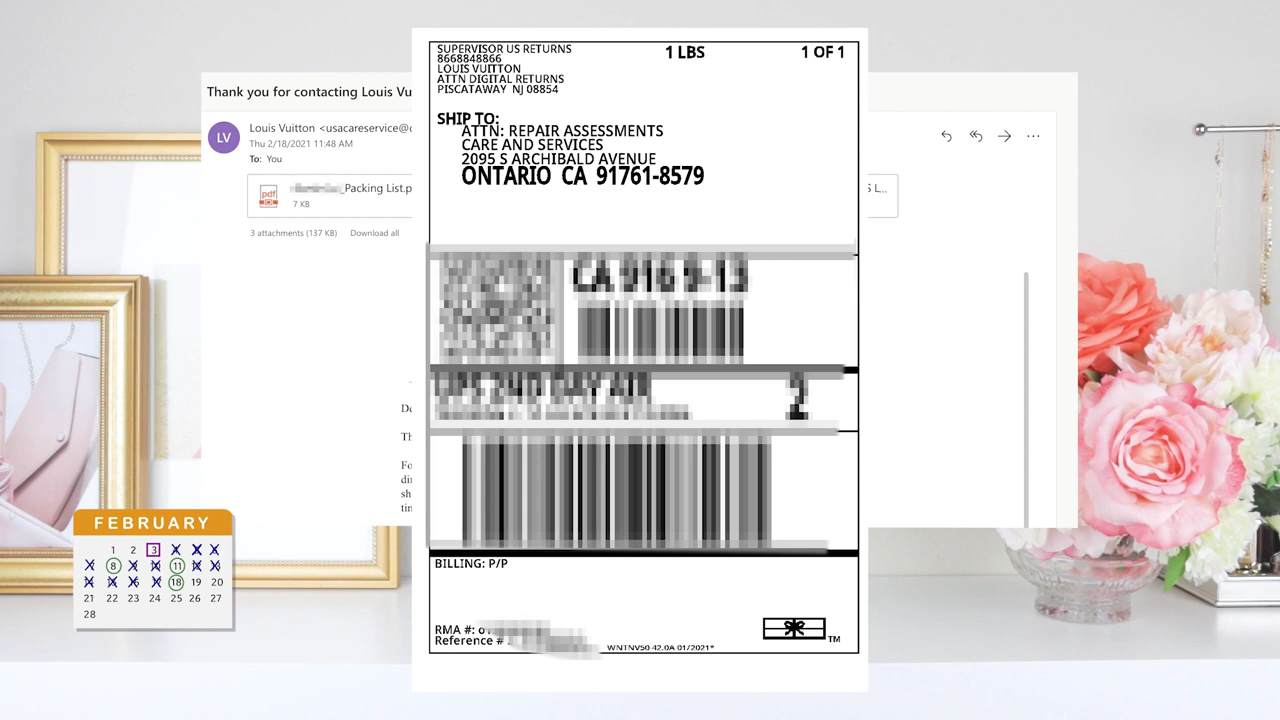 Thank you for contacting Louis Vu
LV
Louis Vuitton <usacareservice@
Thu 2/18/2021 11:48 AM
To: You
_Packing List.p
7 KB
S L...
3 attachments (137 KB) Download all
Fo
di
sh
SUPERVISOR US RETURNS
8668848866
LOUIS VUITTON
ATTN DIGITAL RETURNS
PISCATAWAY NJ 08854
1 LBS
1 OF 1
SHIP TO:
ATTN: REPAIR ASSESSMENTS
CARE AND SERVICES
2095 S ARCHIBALD AVENUE
ONTARIO CA 91761-8579
BILLING: P/P
RMA #:
Reference #
WNTNV50 42.0A 01/2021*
TM
pdf
FEBRUARY
1 2 3
8 11
18 19 20
21 22 23 24 25 26 27
28